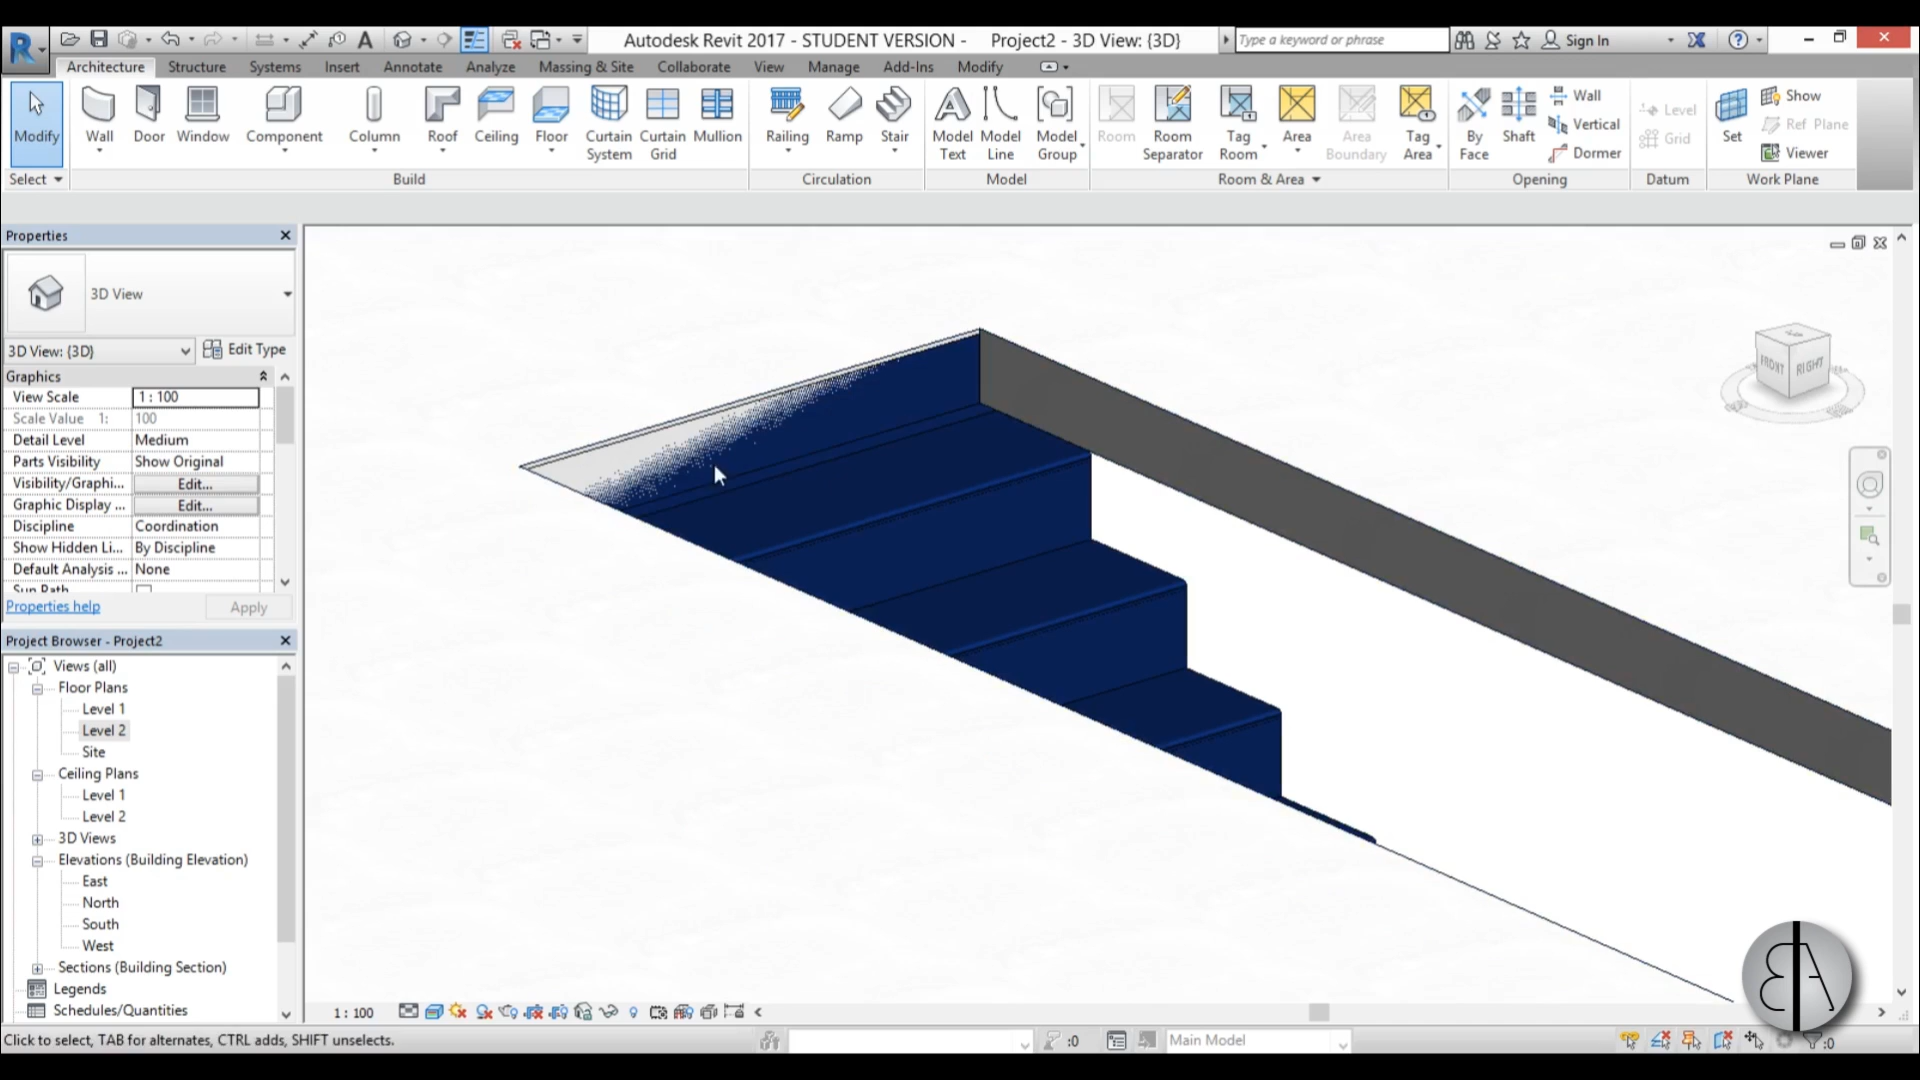 Autodesk Revit 2017 - STUDENT VERSION - Project2 - 3D View: {3D}
Type a keyword or phrase
Sign In
Architecture Structure Systems Insert Annotate Analyze Massing & Site Collaborate View Manage Add-Ins Modify
Modify Wall Door Window Component Column Roof Ceiling Floor Curtain System Curtain Grid Mullion Railing Ramp Stair Model Text Model Line Model Group Room Room Separator Tag Room Area Area Boundary Tag Area By Face Shaft Wall Vertical Dormer Level Grid Set Show Ref Plane Viewer
Select Build Circulation Model Room & Area Opening Datum Work Plane
Properties
3D View
3D View: {3D} Edit Type
Graphics
View Scale 1 : 100
Scale Value 1: 100
Detail Level Medium
Parts Visibility Show Original
Visibility/Graphi... Edit...
Graphic Display ... Edit...
Discipline Coordination
Show Hidden Li... By Discipline
Default Analysis ... None
Sun Path
Properties help Apply
Project Browser - Project2
Views (all)
Floor Plans
Level 1
Level 2
Site
Ceiling Plans
Level 1
Level 2
3D Views
Elevations (Building Elevation)
East
North
South
West
Sections (Building Section)
Legends
Schedules/Quantities
FRONT RIGHT
1 : 100
Click to select, TAB for alternates, CTRL adds, SHIFT unselects.
:0
Main Model
:0